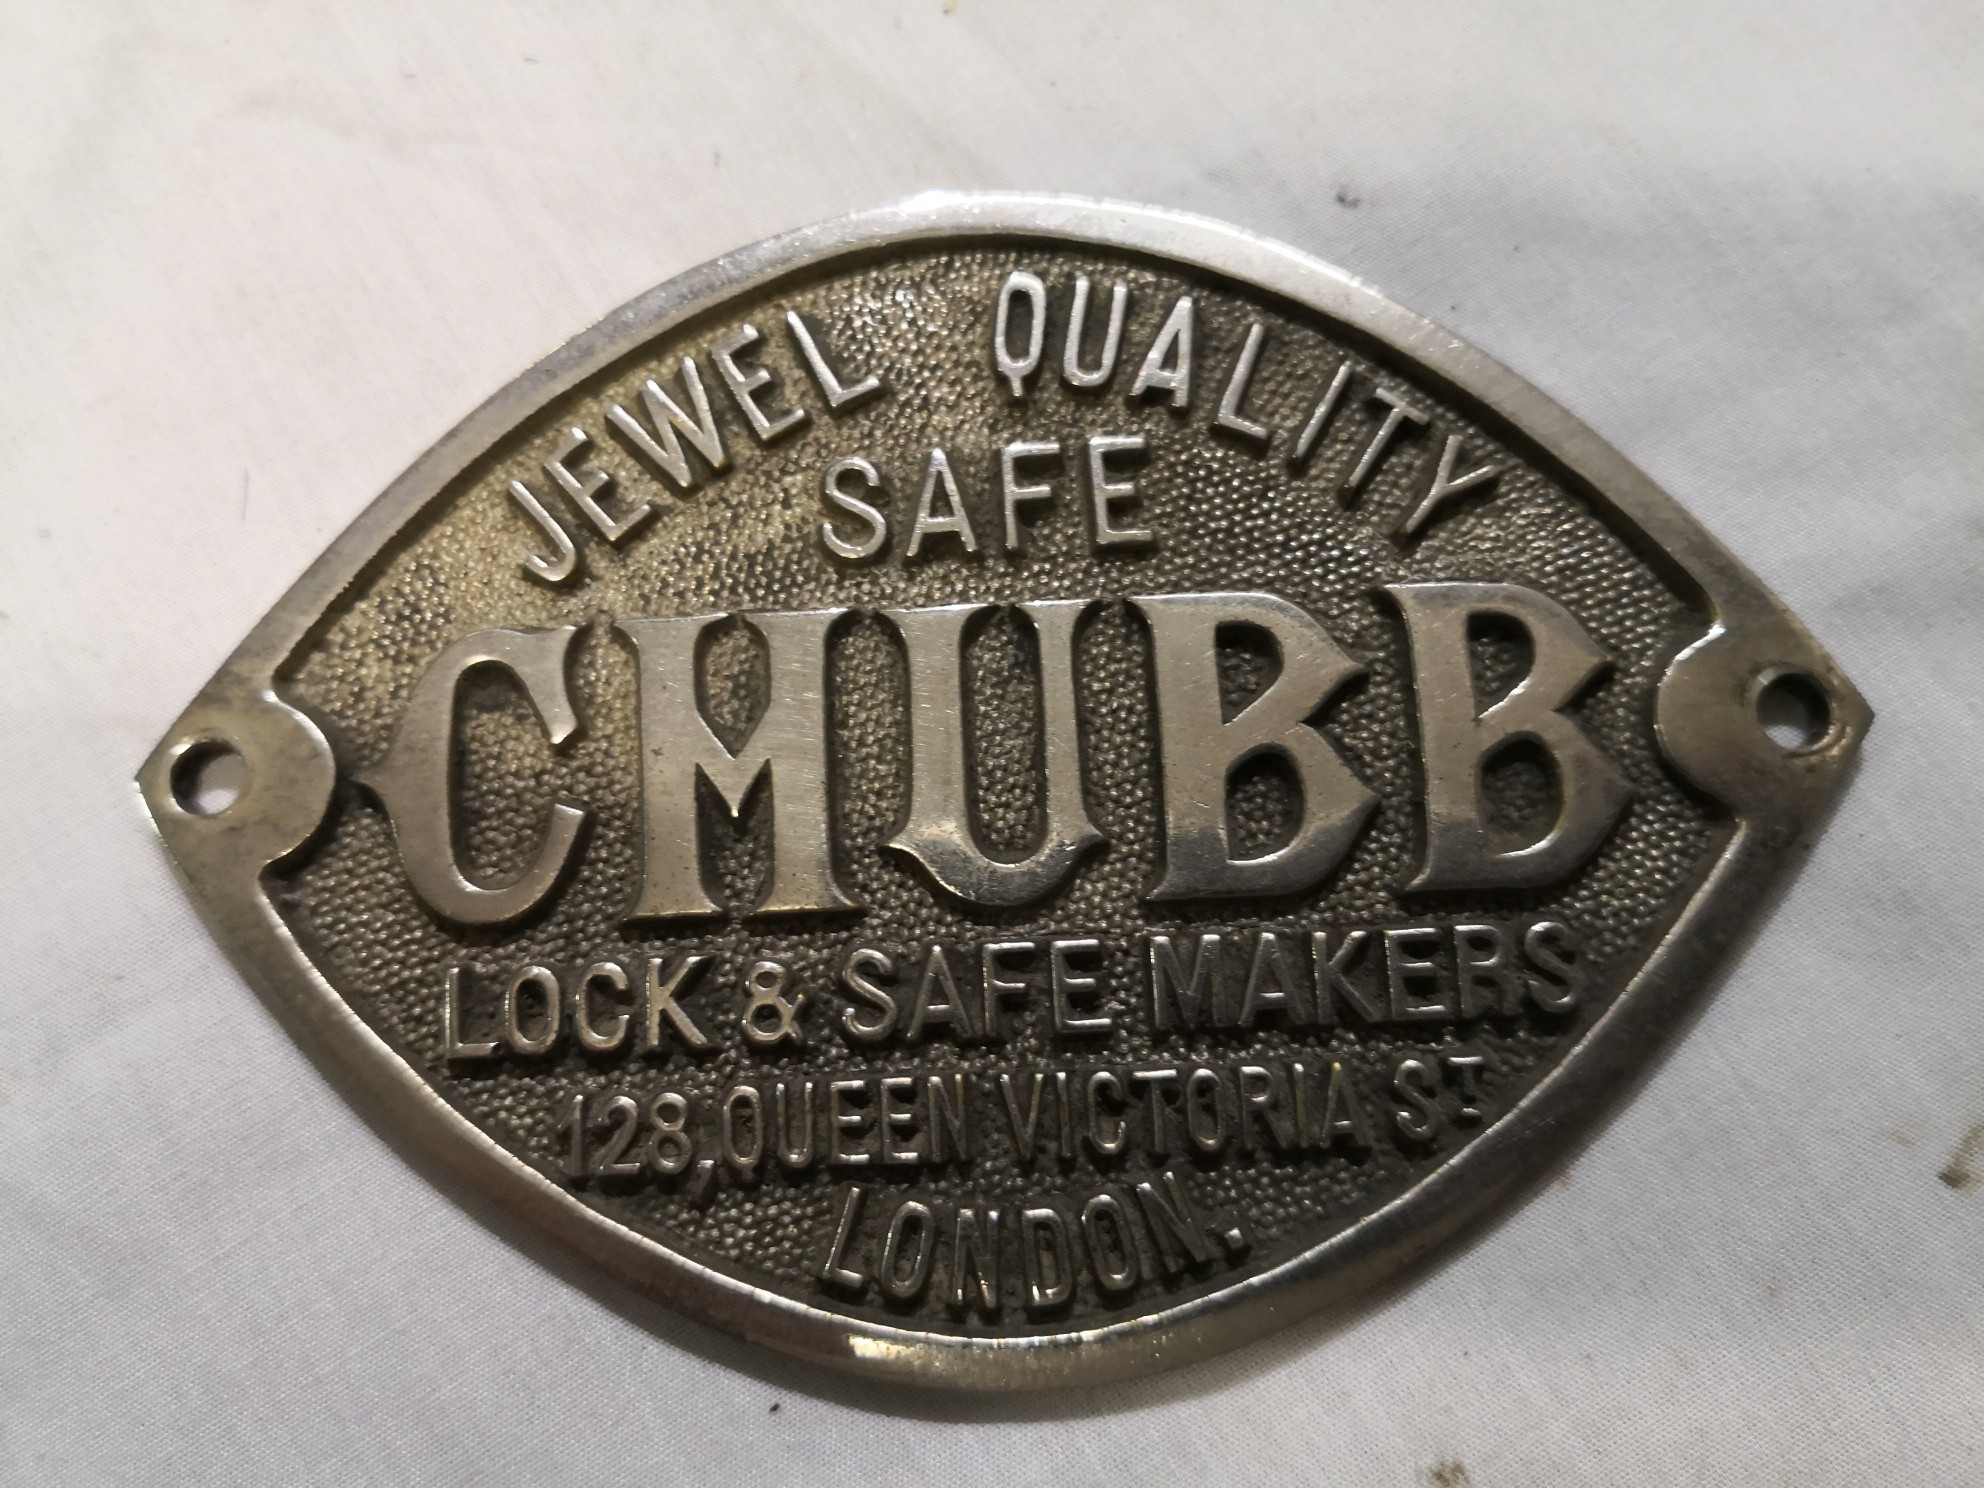 JEWEL QUALITY
SAFE
CHUBB
LOCK & SAFE MAKERS
128, QUEEN VICTORIA ST
LONDON.